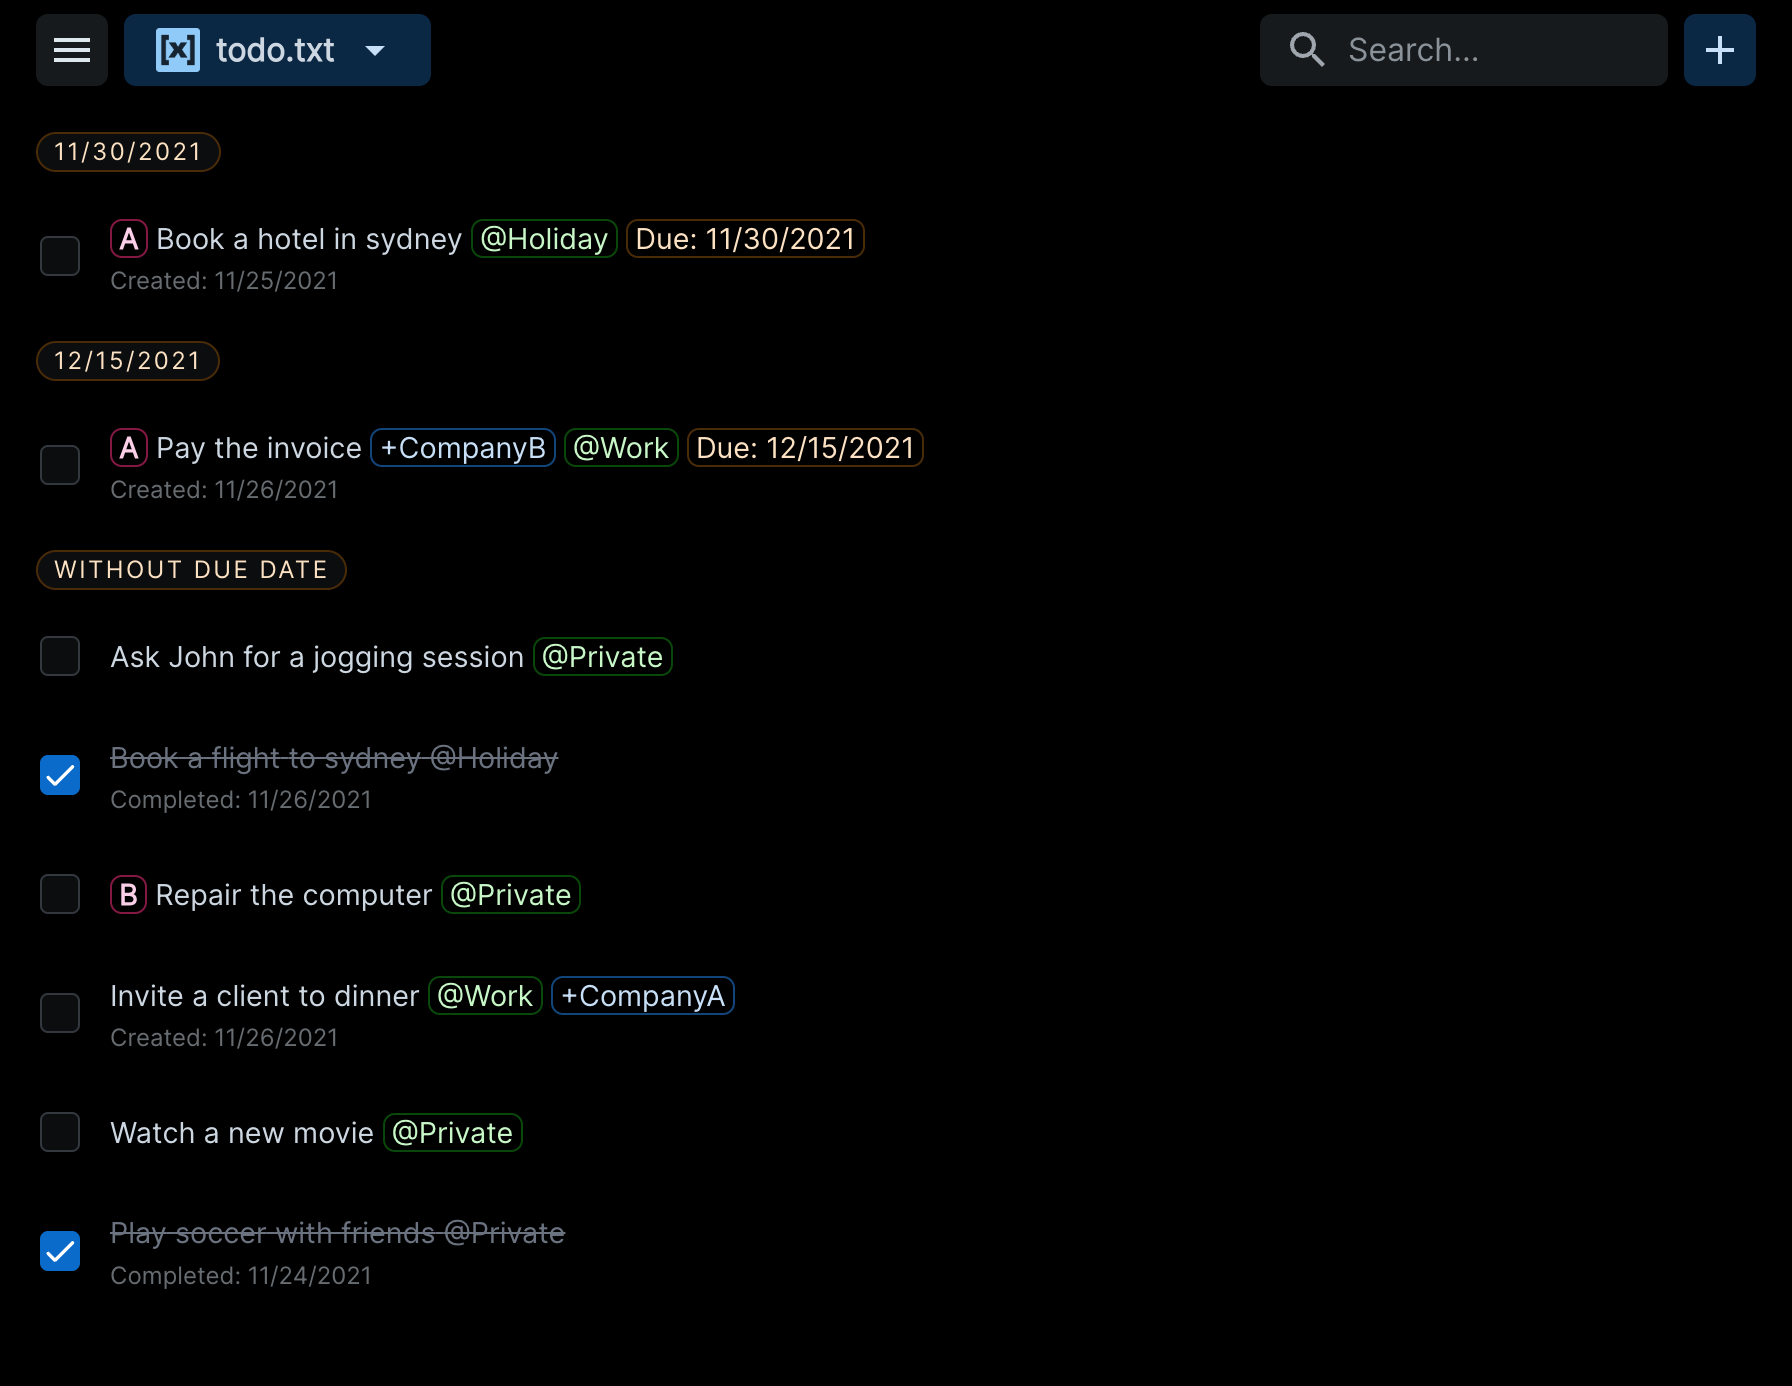 [x] todo.txt
Search...
11/30/2021
A Book a hotel in sydney @Holiday Due: 11/30/2021
Created: 11/25/2021
12/15/2021
A Pay the invoice +CompanyB @Work Due: 12/15/2021
Created: 11/26/2021
WITHOUT DUE DATE
Ask John for a jogging session @Private
Book a flight to sydney @Holiday
Completed: 11/26/2021
B Repair the computer @Private
Invite a client to dinner @Work +CompanyA
Created: 11/26/2021
Watch a new movie @Private
Play soccer with friends @Private
Completed: 11/24/2021